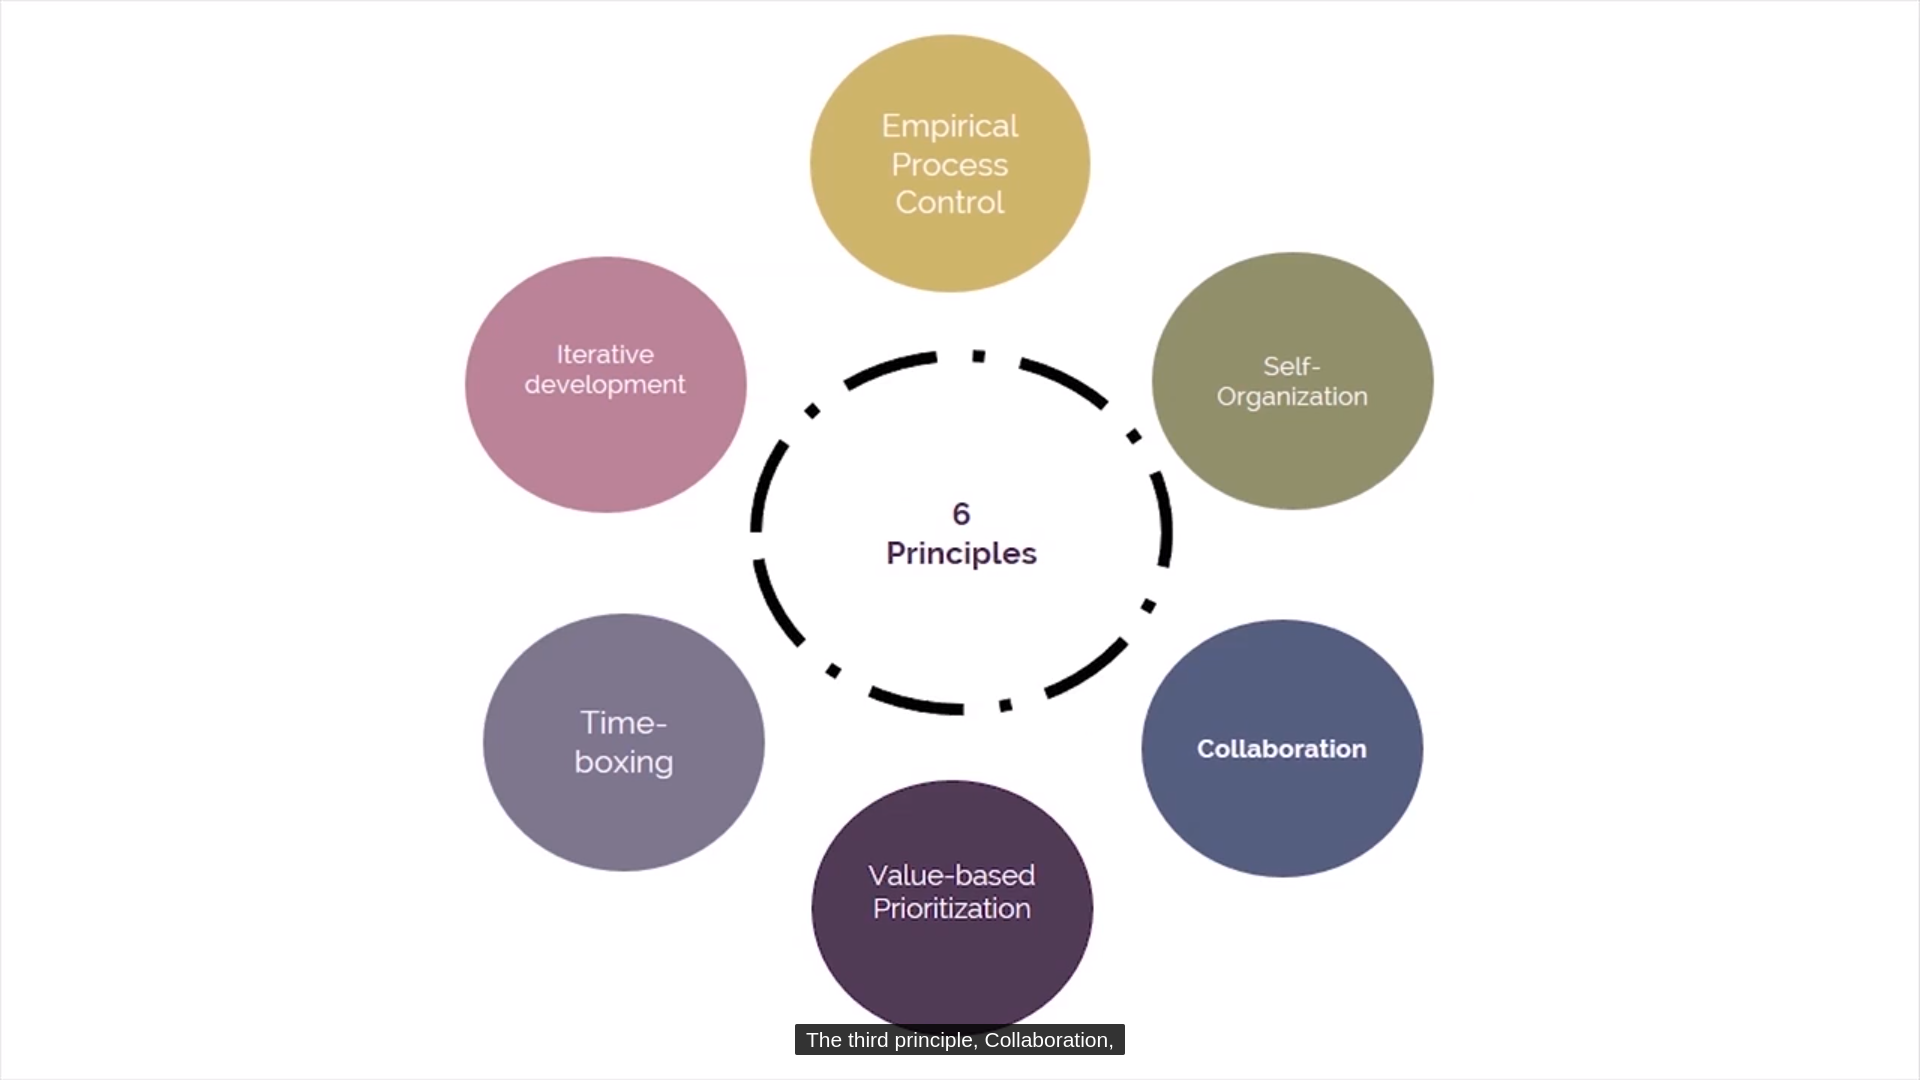 Empirical
Process
Control
Iterative
development
Self-
Organization
6
Principles
Time-
boxing
Collaboration
Value-based
Prioritization
The third principle, Collaboration,